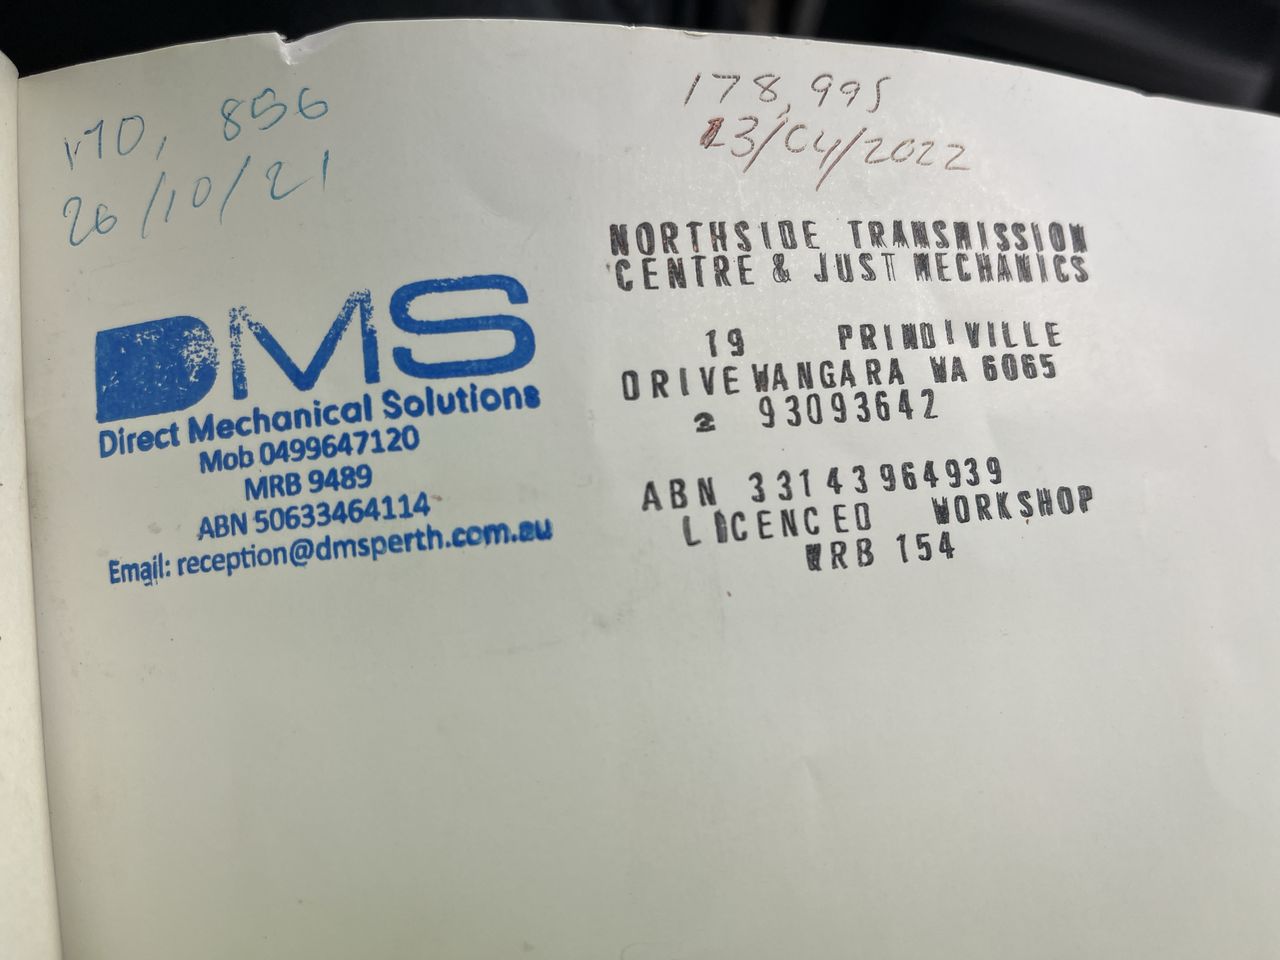 170, 856
26/10/21
DMS
Direct Mechanical Solutions
Mob 0499647120
MRB 9489
ABN 50633464114
Email: reception@dmsperth.com.au
178,995
13/04/2022
NORTHSIDE TRANSMISSION
CENTRE & JUST MECHANICS
19 PRINDIVILLE
DRIVE WANGARA WA 6065
93093642
ABN 33143964939
LICENCED WORKSHOP
MRB 154